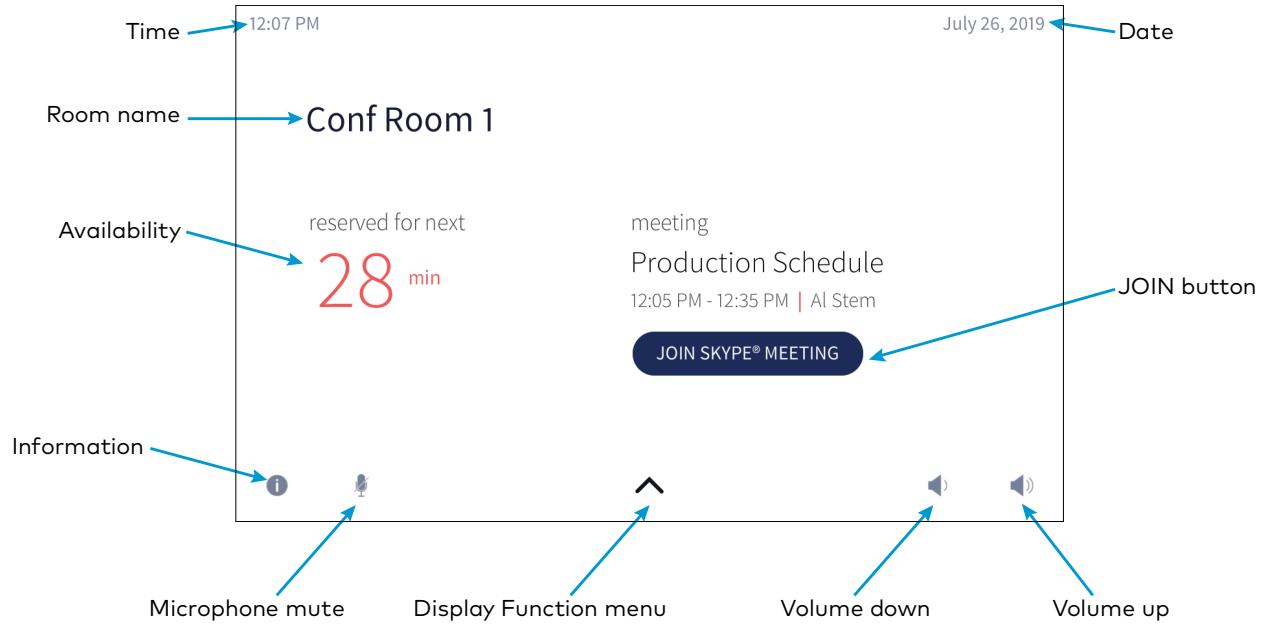 12:07 PM
July 26, 2019
Time
Date
Room name
Conf Room 1
Availability
reserved for next
meeting
28 min
Production Schedule
12:05 PM - 12:35 PM | Al Stem
JOIN button
JOIN SKYPE® MEETING
Information
Microphone mute
Display Function menu
Volume down
Volume up